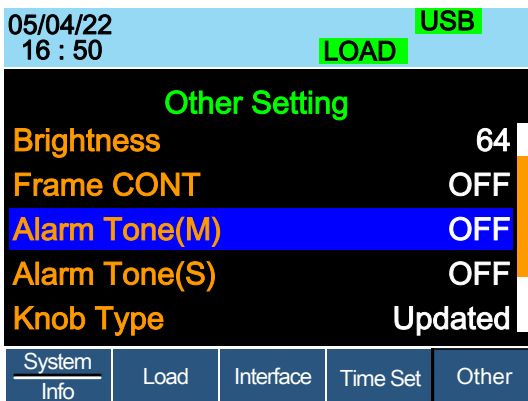 05/04/22 USB
16 : 50 LOAD
Other Setting
Brightness 64
Frame CONT OFF
Alarm Tone(M) OFF
Alarm Tone(S) OFF
Knob Type Updated
System Info Load Interface Time Set Other